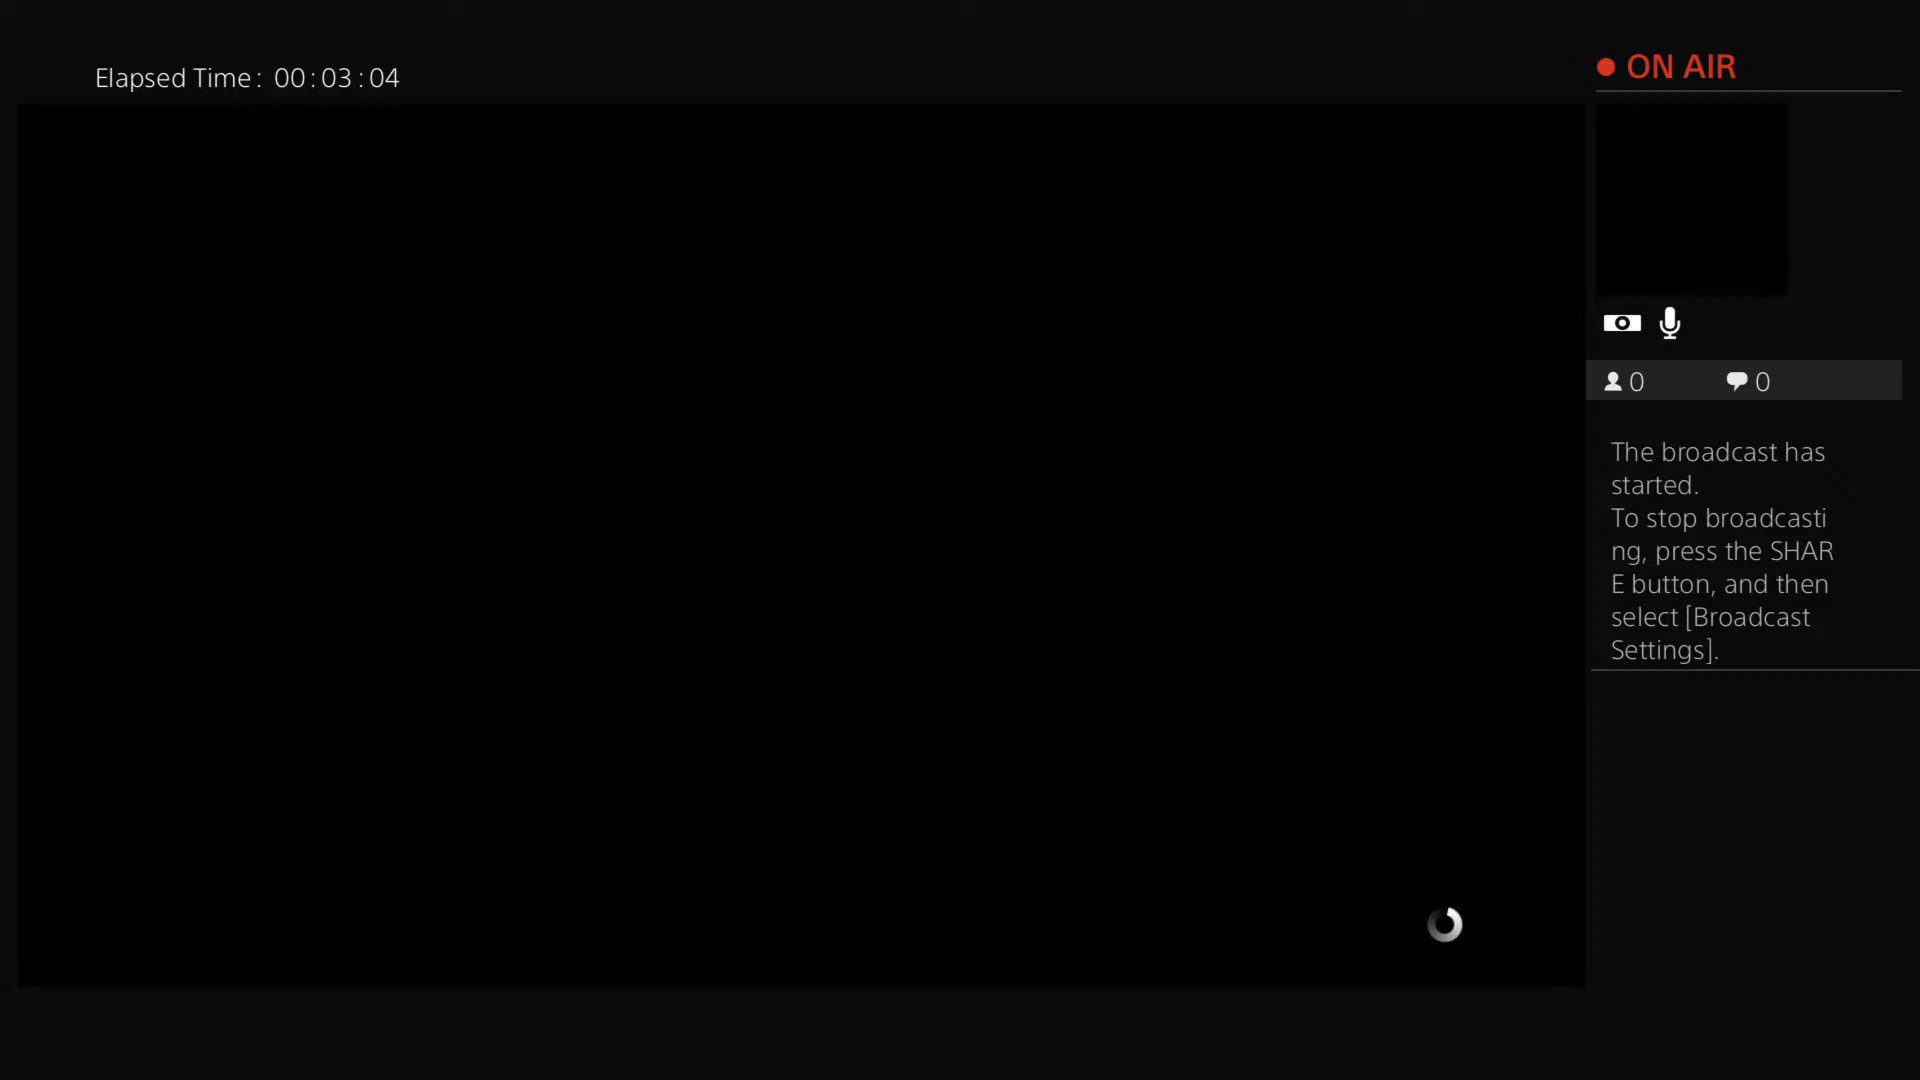 Elapsed Time: 00:03:04
ON AIR
0 0
The broadcast has
started.
To stop broadcasti
ng, press the SHAR
E button, and then
select [Broadcast
Settings].